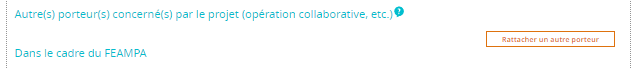 Autre(s) porteur(s) concerné(s) par le projet (opération collaborative, etc.) ?
Rattacher un autre porteur
Dans le cadre du FEAMPA